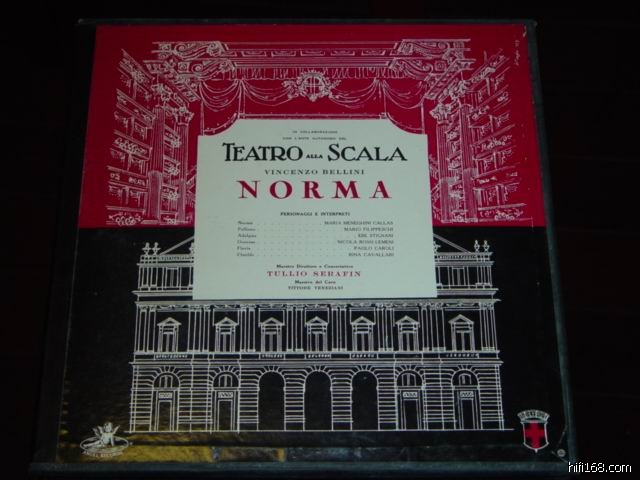 IN COLLABORAZIONE
CON L'ENTE AUTONOMO DEL
TEATRO ALLA SCALA
VINCENZO BELLINI
NORMA
PERSONAGGI E INTERPRETI
Norma . . . MARIA MENEGHINI CALLAS
Pollione . . . MARIO FILIPPESCHI
Adalgisa . . . EBE STIGNANI
Oroveso . . . NICOLA ROSSI-LEMENI
Flavio . . . PAOLO CAROLI
Clotilde . . . RINA CAVALLARI
Maestro Direttore e Concertatore
TULLIO SERAFIN
Maestro del Coro
VITTORE VENEZIANI
ANGEL RECORDS
hifi168.com